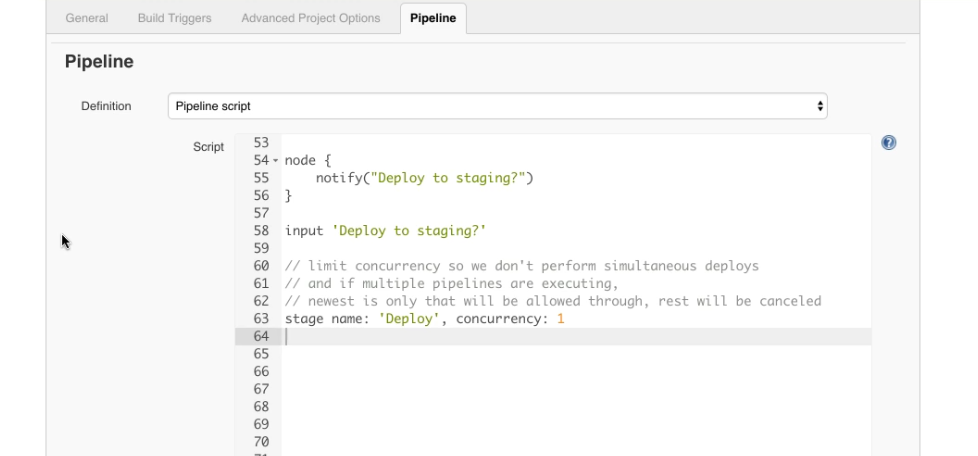 General Build Triggers Advanced Project Options Pipeline
Pipeline
Definition Pipeline script
Script
53
54 node {
55 notify("Deploy to staging?")
56 }
57
58 input 'Deploy to staging?'
59
60 // limit concurrency so we don't perform simultaneous deploys
61 // and if multiple pipelines are executing,
62 // newest is only that will be allowed through, rest will be canceled
63 stage name: 'Deploy', concurrency: 1
64
65
66
67
68
69
70